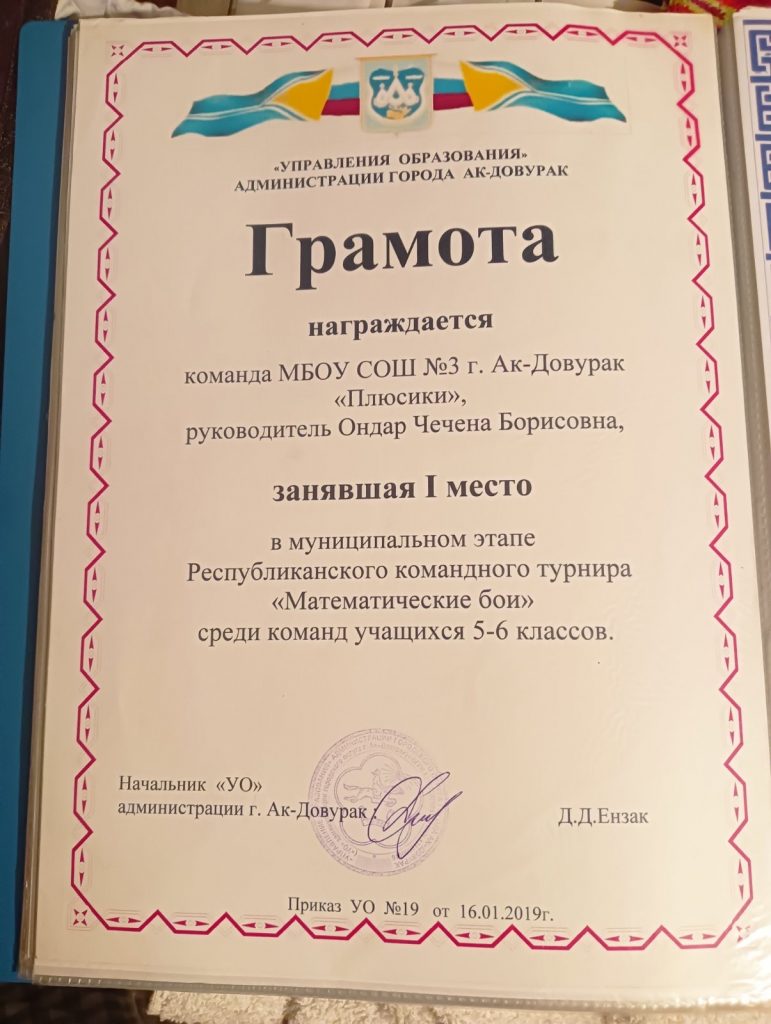 «УПРАВЛЕНИЯ ОБРАЗОВАНИЯ»
АДМИНИСТРАЦИИ ГОРОДА АК-ДОВУРАК
Грамота
награждается
команда МБОУ СОШ №3 г. Ак-Довурак
«Плюсики»,
руководитель Ондар Чечена Борисовна,
занявшая I место
в муниципальном этапе
Республиканского командного турнира
«Математические бои»
среди команд учащихся 5-6 классов.
Начальник «УО»
администрации г. Ак-Довурак :
Д.Д.Ензак
Приказ УО №19 от 16.01.2019г.